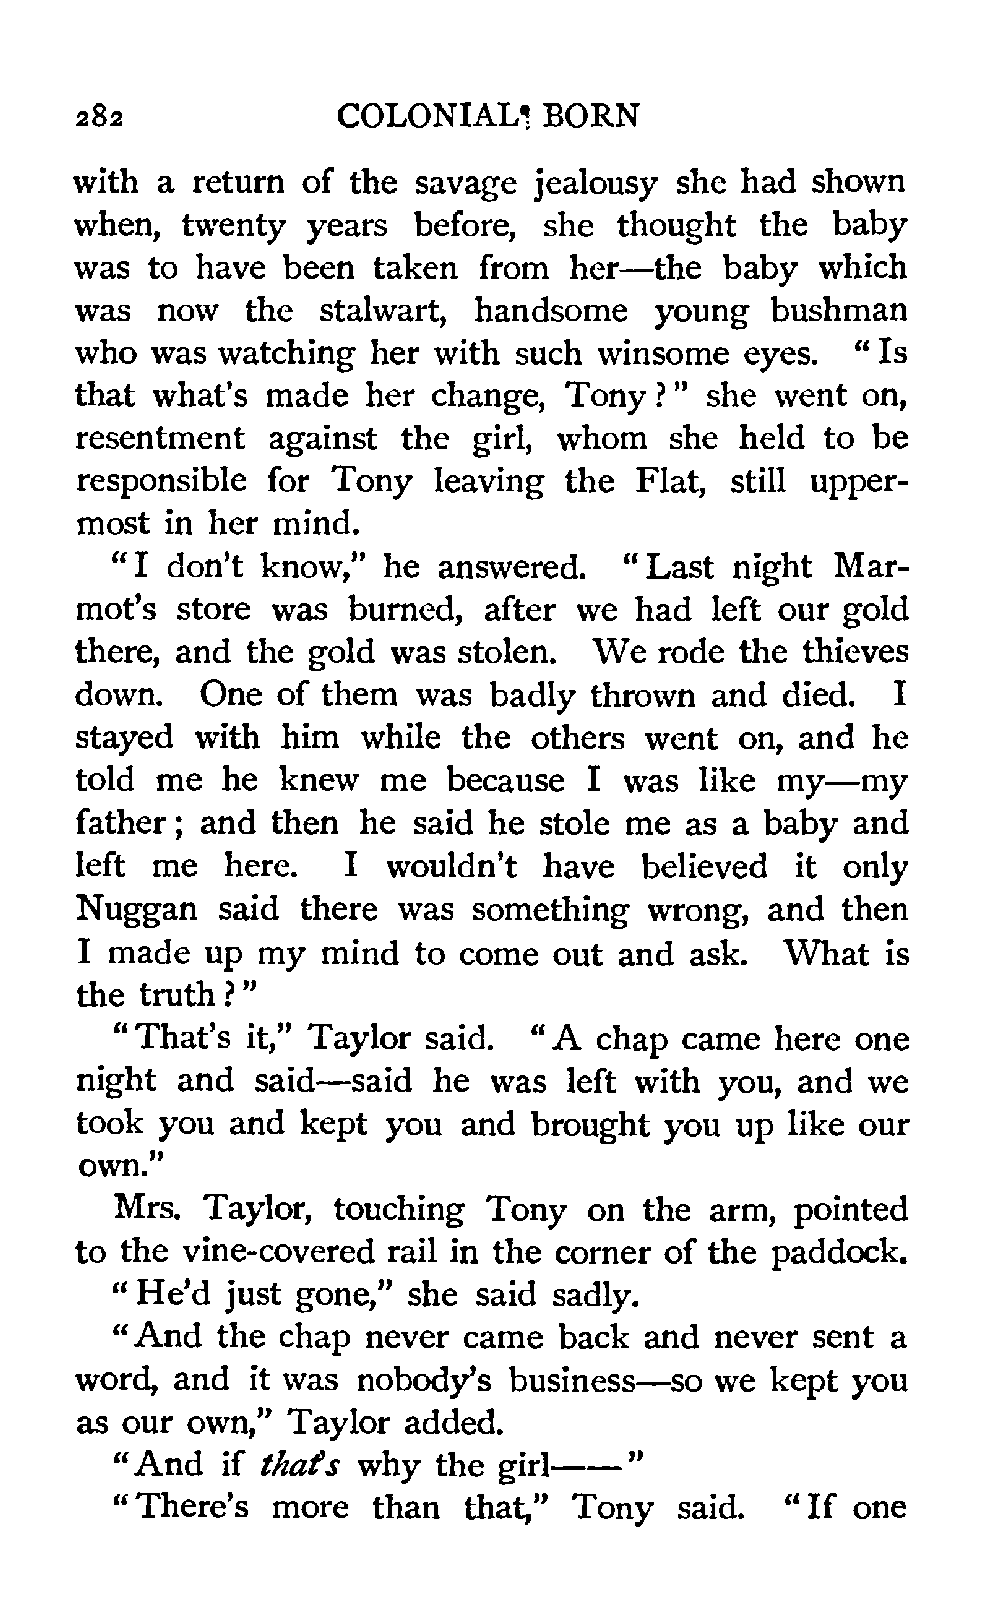 282 COLONIAL BORN
with a return of the savage jealousy she had shown
when, twenty years before, she thought the baby
was to have been taken from her—the baby which
was now the stalwart, handsome young bushman
who was watching her with such winsome eyes. "Is
that what's made her change, Tony?" she went on,
resentment against the girl, whom she held to be
responsible for Tony leaving the Flat, still upper-
most in her mind.
"I don't know," he answered. "Last night Mar-
mot's store was burned, after we had left our gold
there, and the gold was stolen. We rode the thieves
down. One of them was badly thrown and died. I
stayed with him while the others went on, and he
told me he knew me because I was like my—my
father; and then he said he stole me as a baby and
left me here. I wouldn't have believed it only
Nuggan said there was something wrong, and then
I made up my mind to come out and ask. What is
the truth?"
"That's it," Taylor said. "A chap came here one
night and said—said he was left with you, and we
took you and kept you and brought you up like our
own."
Mrs. Taylor, touching Tony on the arm, pointed
to the vine-covered rail in the corner of the paddock.
"He'd just gone," she said sadly.
"And the chap never came back and never sent a
word, and it was nobody's business—so we kept you
as our own," Taylor added.
"And if that's why the girl——"
"There's more than that," Tony said. "If one